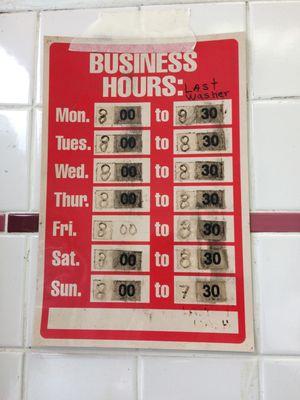 BUSINESS
HOURS: LAST
washer
Mon. 8 00 to 8 30
Tues. 8 00 to 8 30
Wed. 8 00 to 8 30
Thur. 8 00 to 8 30
Fri. 8 00 to 8 30
Sat. 8 00 to 8 30
Sun. 8 00 to 7 30